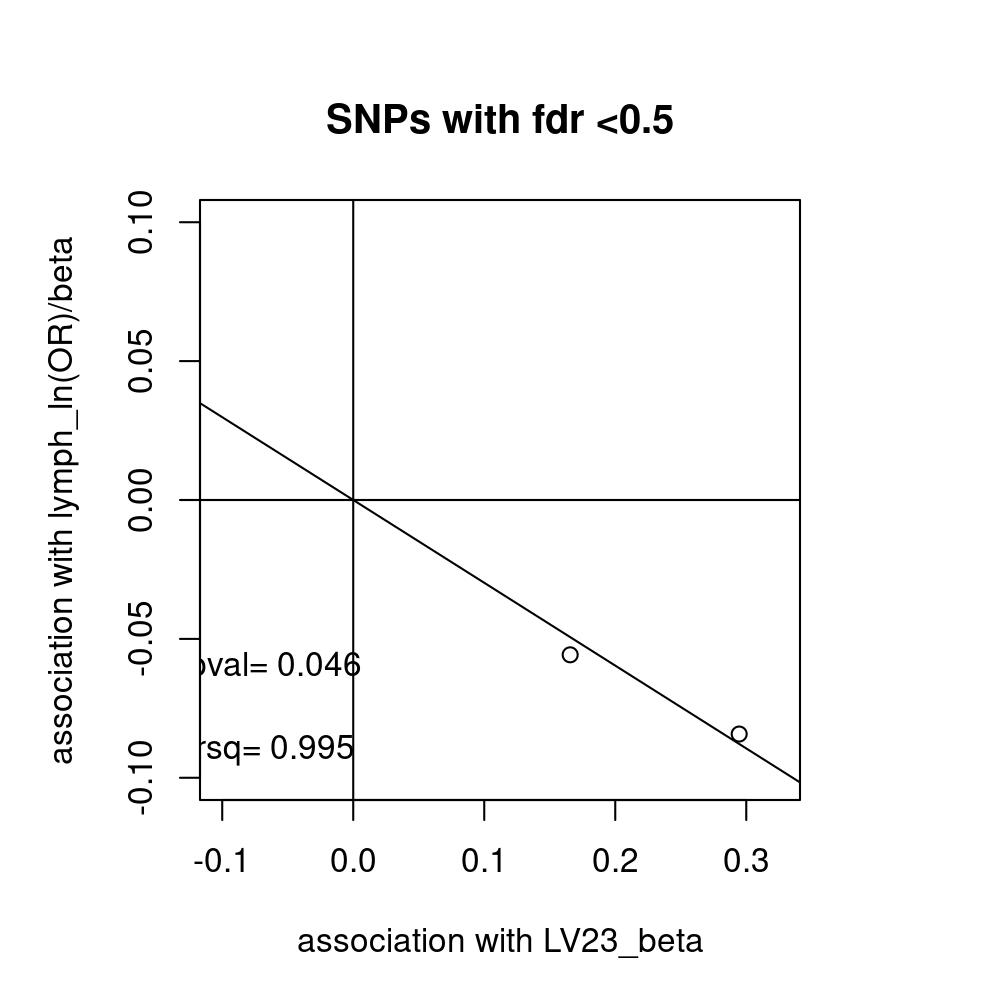 SNPs with fdr <0.5
association with lymph_ln(OR)/beta
0.10
0.05
0.00
-0.05
-0.10
pval= 0.046
rsq= 0.995
-0.1 0.0 0.1 0.2 0.3
association with LV23_beta